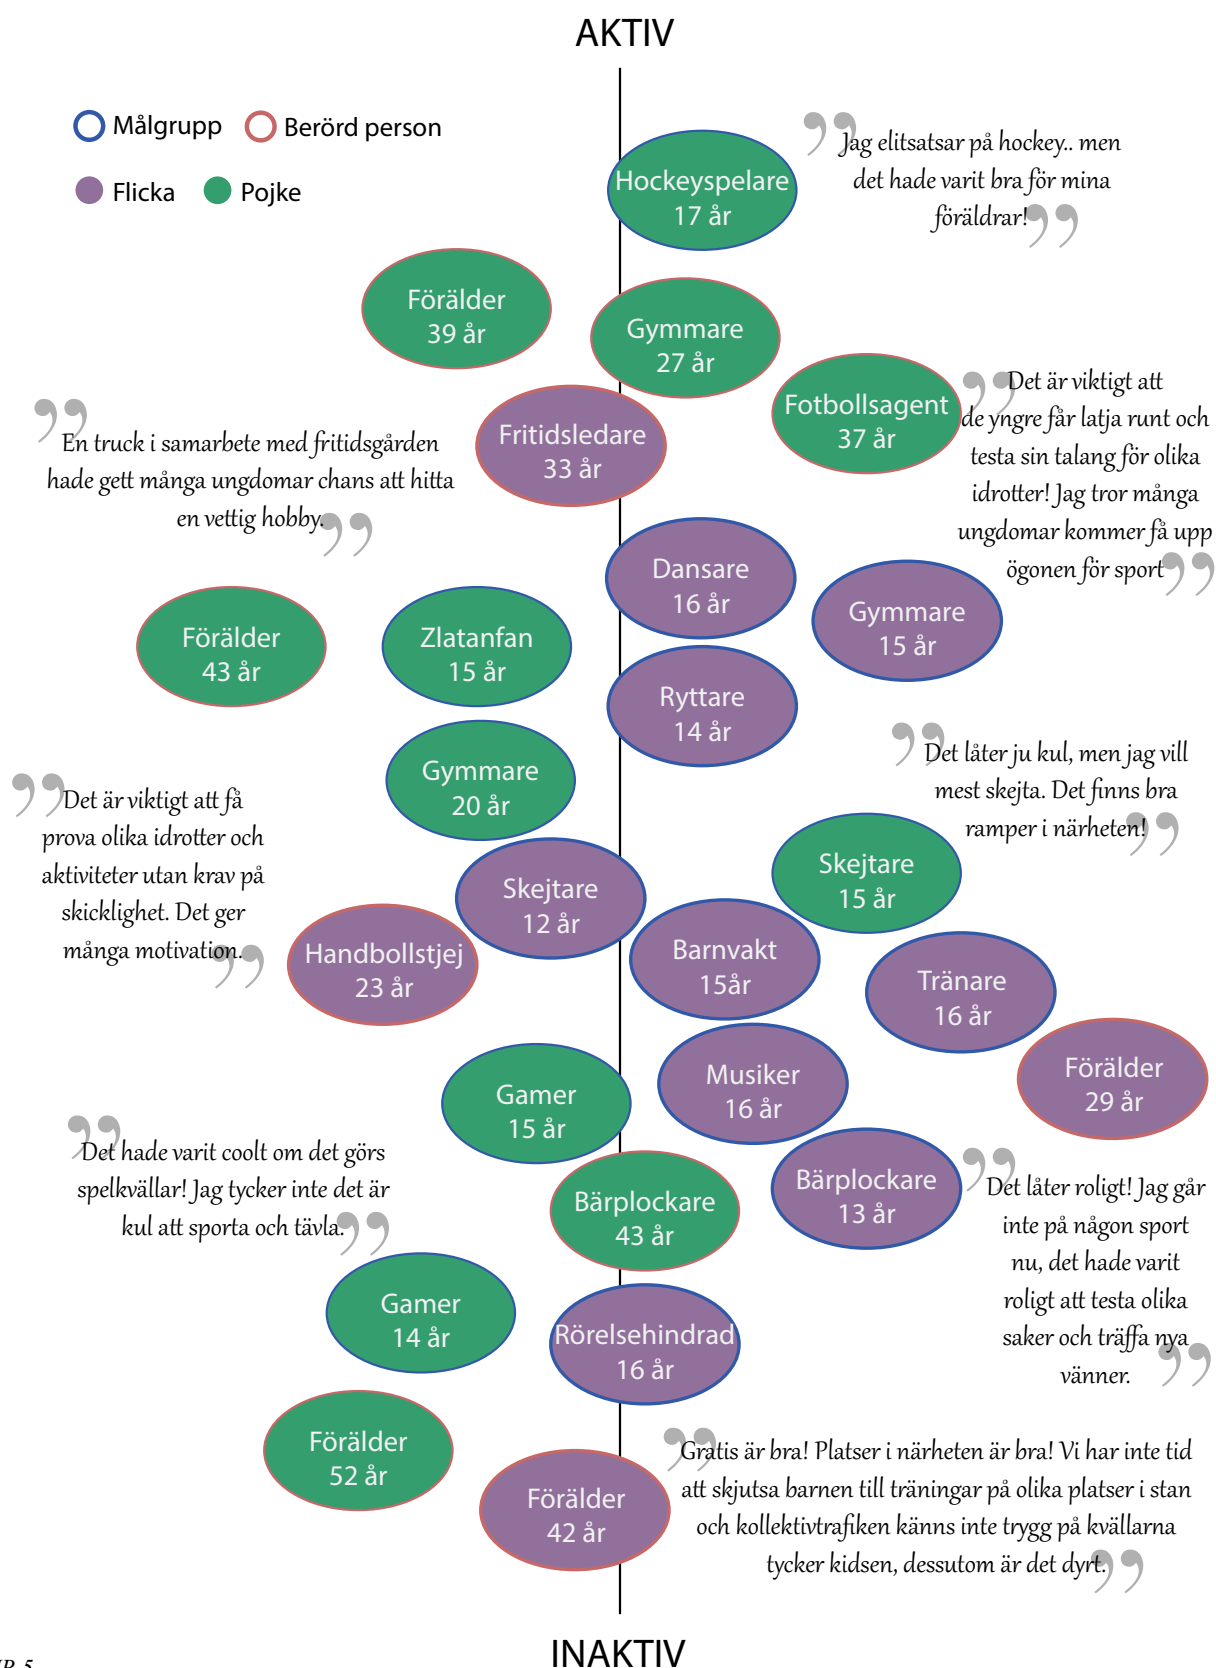 AKTIV
Målgrupp
Berörd person
Flicka
Pojke
Hockeyspelare
17 år
”Jag elitsatsar på hockey.. men
det hade varit bra för mina
föräldrar!”
Förälder
39 år
Gymmare
27 år
Fotbollsagent
37 år
”Det är viktigt att
de yngre får latja runt och
testa sin talang för olika
idrotter! Jag tror många
ungdomar kommer få upp
ögonen för sport”
Fritidsledare
33 år
”En truck i samarbete med fritidsgården
hade gett många ungdomar chans att hitta
en vettig hobby.”
Dansare
16 år
Gymmare
15 år
Förälder
43 år
Zlatanfan
15 år
Ryttare
14 år
Gymmare
20 år
”Det låter ju kul, men jag vill
mest skejta. Det finns bra
ramper i närheten!”
”Det är viktigt att få
prova olika idrotter och
aktiviteter utan krav på
skicklighet. Det ger
många motivation.”
Skejtare
15 år
Skejtare
12 år
Handbollstjej
23 år
Barnvakt
15år
Tränare
16 år
Förälder
29 år
Musiker
16 år
Gamer
15 år
”Det hade varit coolt om det görs
spelkvällar! Jag tycker inte det är
kul att sporta och tävla.”
Bärplockare
43 år
Bärplockare
13 år
”Det låter roligt! Jag går
inte på någon sport
nu, det hade varit
roligt att testa olika
saker och träffa nya
vänner.”
Gamer
14 år
Rörelsehindrad
16 år
Förälder
52 år
Förälder
42 år
”Gratis är bra! Platser i närheten är bra! Vi har inte tid
att skjutsa barnen till träningar på olika platser i stan
och kollektivtrafiken känns inte trygg på kvällarna
tycker kidsen, dessutom är det dyrt.”
INAKTIV
5